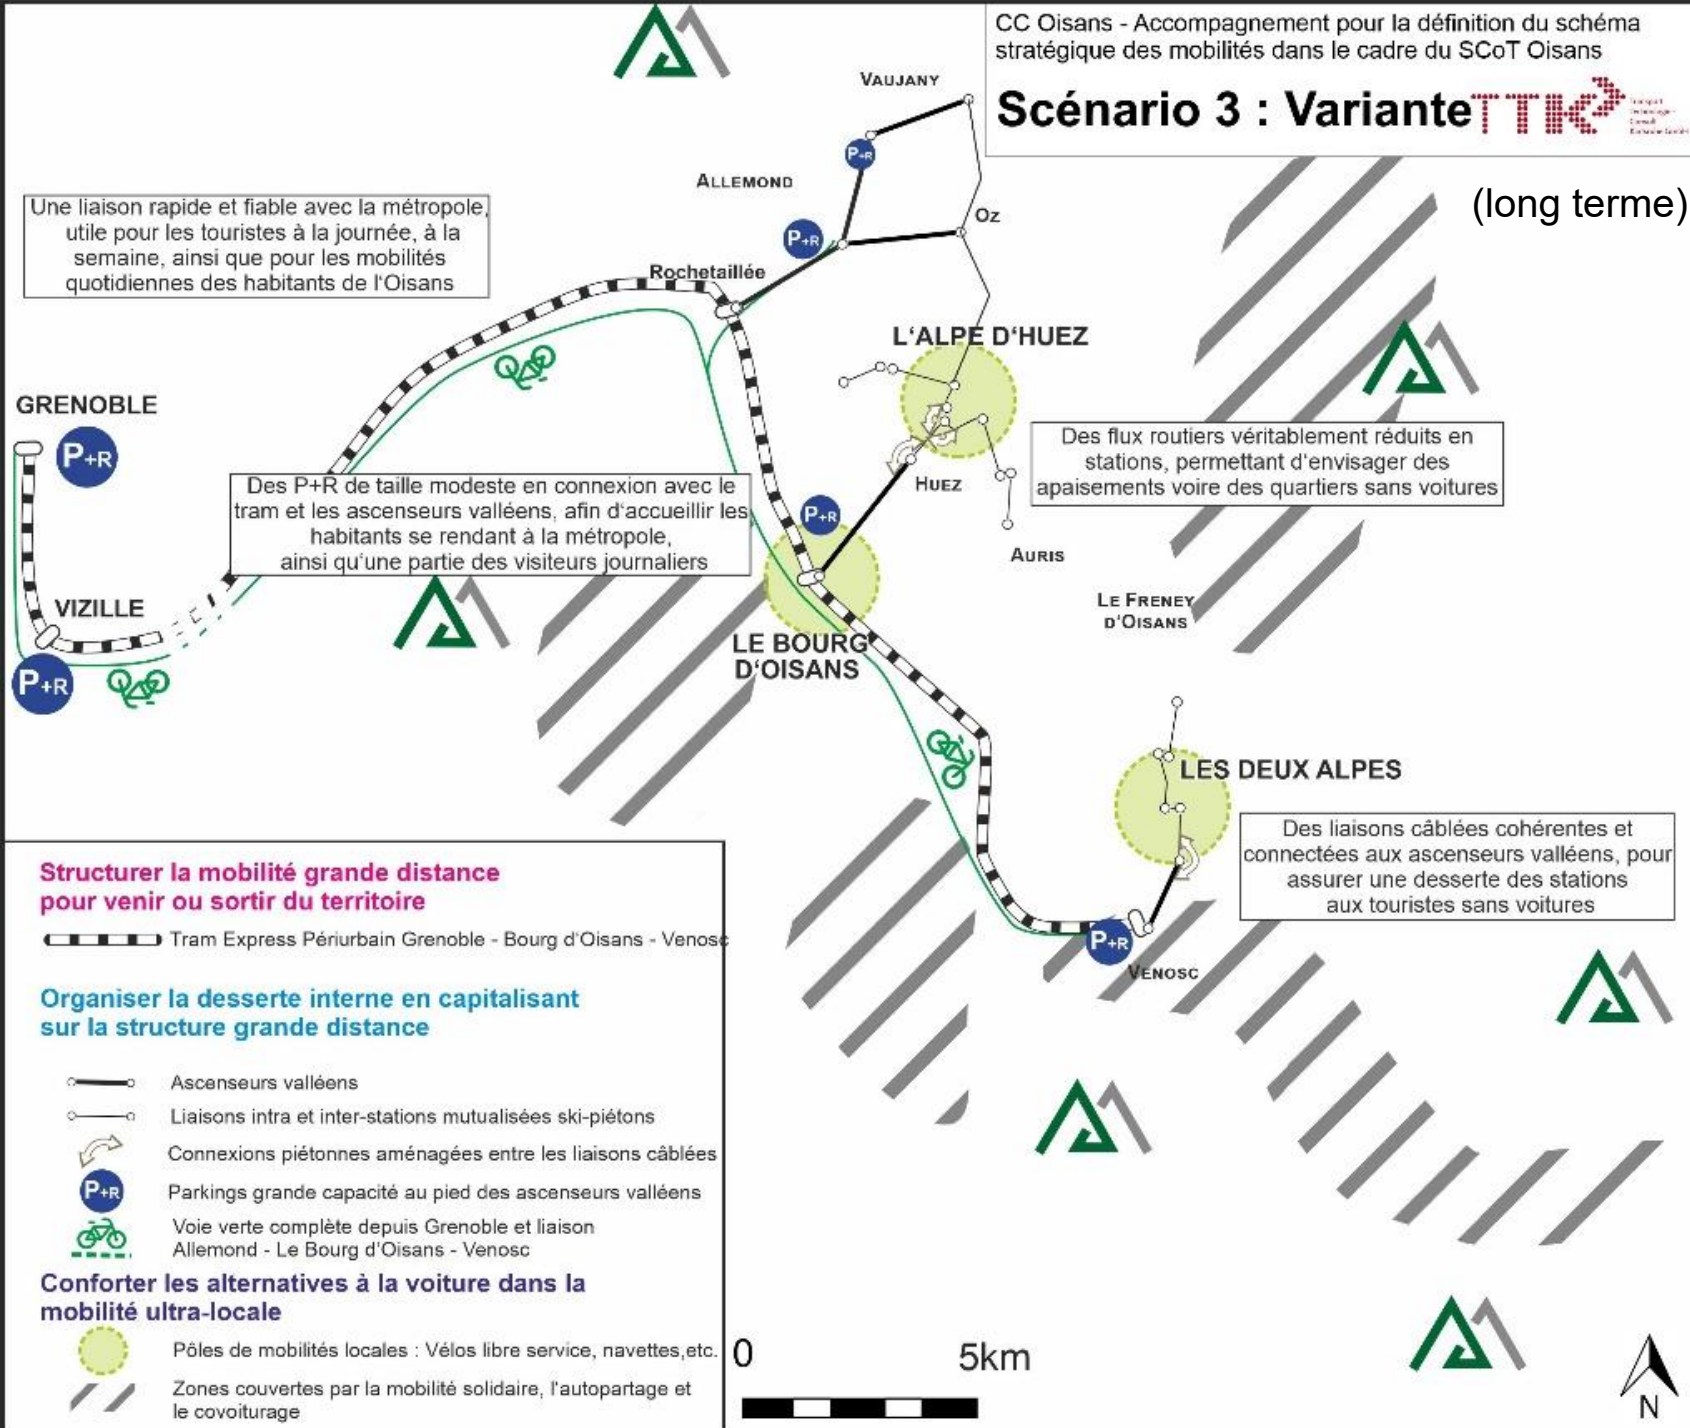 CC Oisans - Accompagnement pour la définition du schéma
stratégique des mobilités dans le cadre du SCoT Oisans
Scénario 3 : Variante
TTK
Transport
Technologie-
Consult
Karlsruhe GmbH
(long terme)
VAUJANY
P+R
ALLEMOND
P+R
OZ
Une liaison rapide et fiable avec la métropole,
utile pour les touristes à la journée, à la
semaine, ainsi que pour les mobilités
quotidiennes des habitants de l'Oisans
Rochetaillée
L'ALPE D'HUEZ
GRENOBLE
P+R
Des flux routiers véritablement réduits en
stations, permettant d'envisager des
apaisements voire des quartiers sans voitures
HUEZ
Des P+R de taille modeste en connexion avec le
tram et les ascenseurs valléens, afin d'accueillir les
habitants se rendant à la métropole,
ainsi qu'une partie des visiteurs journaliers
P+R
AURIS
VIZILLE
P+R
LE FRENEY
D'OISANS
LE BOURG
D'OISANS
LES DEUX ALPES
Des liaisons câblées cohérentes et
connectées aux ascenseurs valléens, pour
assurer une desserte des stations
aux touristes sans voitures
P+R
VENOSC
Structurer la mobilité grande distance
pour venir ou sortir du territoire
Tram Express Périurbain Grenoble - Bourg d'Oisans - Venosc
Organiser la desserte interne en capitalisant
sur la structure grande distance
Ascenseurs valléens
Liaisons intra et inter-stations mutualisées ski-piétons
Connexions piétonnes aménagées entre les liaisons câblées
P+R
Parkings grande capacité au pied des ascenseurs valléens
Voie verte complète depuis Grenoble et liaison
Allemond - Le Bourg d'Oisans - Venosc
Conforter les alternatives à la voiture dans la
mobilité ultra-locale
Pôles de mobilités locales : Vélos libre service, navettes,etc.
Zones couvertes par la mobilité solidaire, l'autopartage et
le covoiturage
0
5km
N